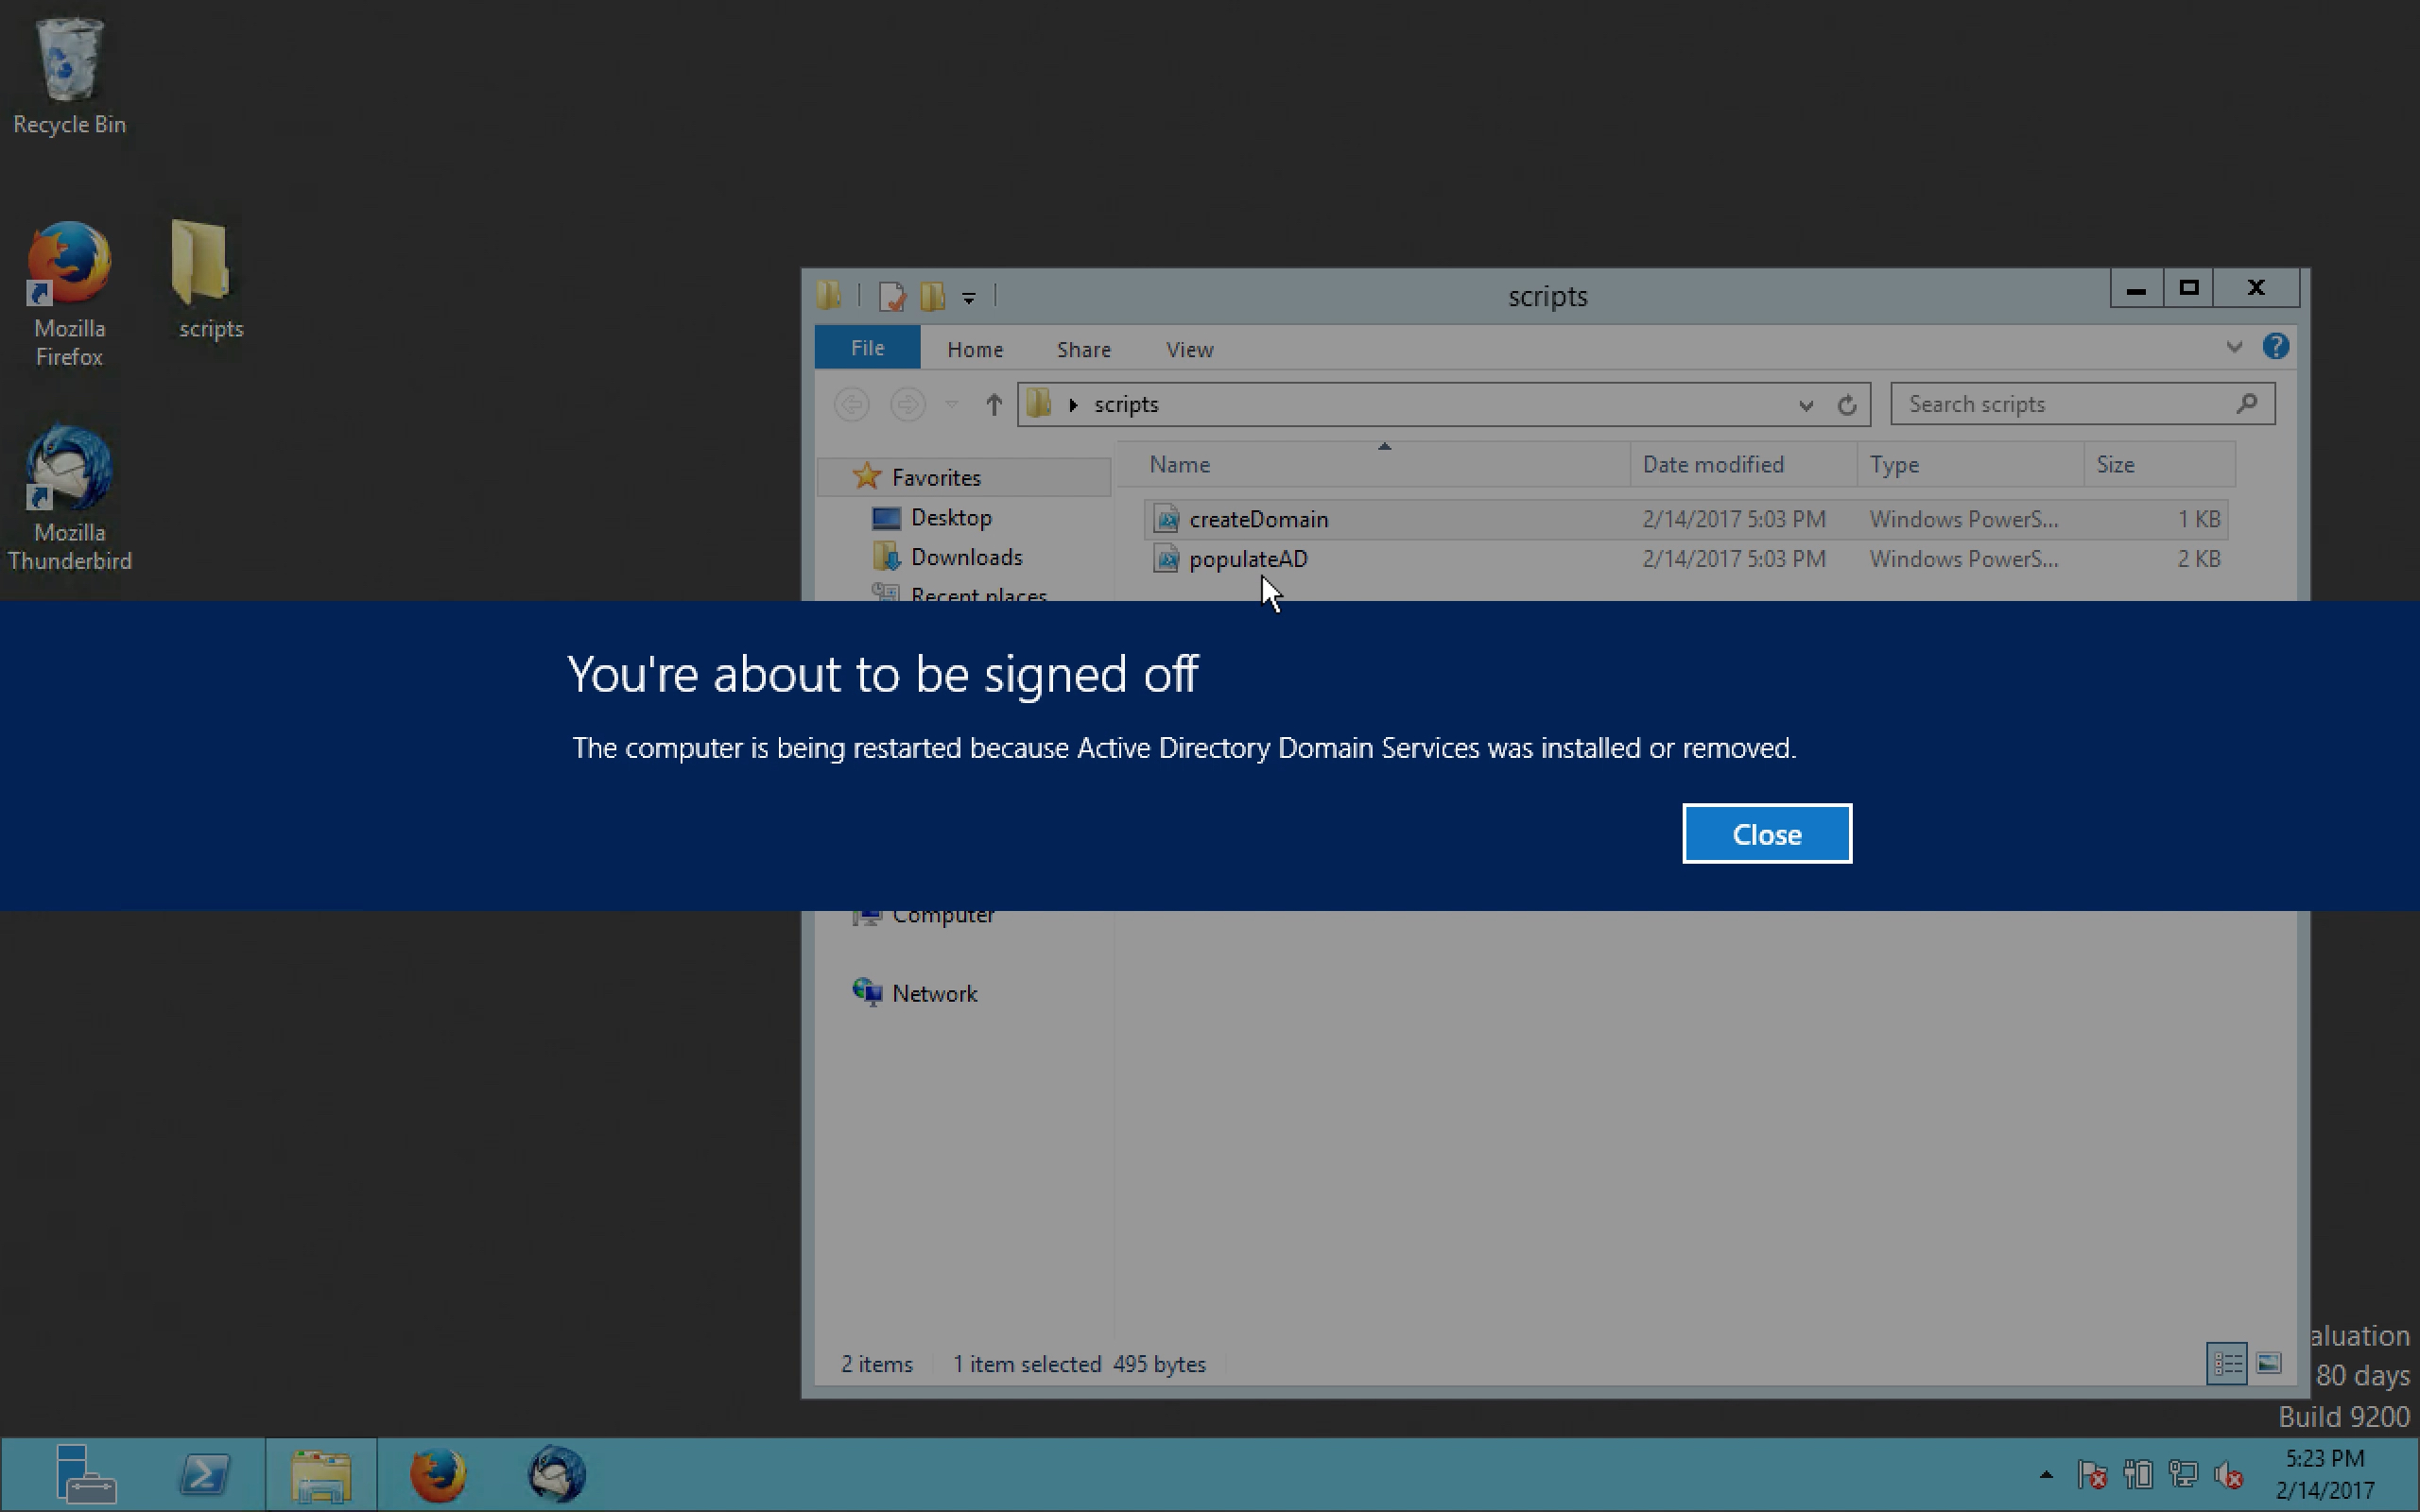 Recycle Bin
Mozilla
Firefox
scripts
Mozilla
Thunderbird
scripts
File
Home
Share
View
scripts
Search scripts
Name
Date modified
Type
Size
Favorites
Desktop
Downloads
Recent places
createDomain
2/14/2017 5:03 PM
Windows PowerS...
1 KB
populateAD
2/14/2017 5:03 PM
Windows PowerS...
2 KB
You're about to be signed off
The computer is being restarted because Active Directory Domain Services was installed or removed.
Close
Computer
Network
2 items
1 item selected 495 bytes
aluation
80 days
Build 9200
5:23 PM
2/14/2017